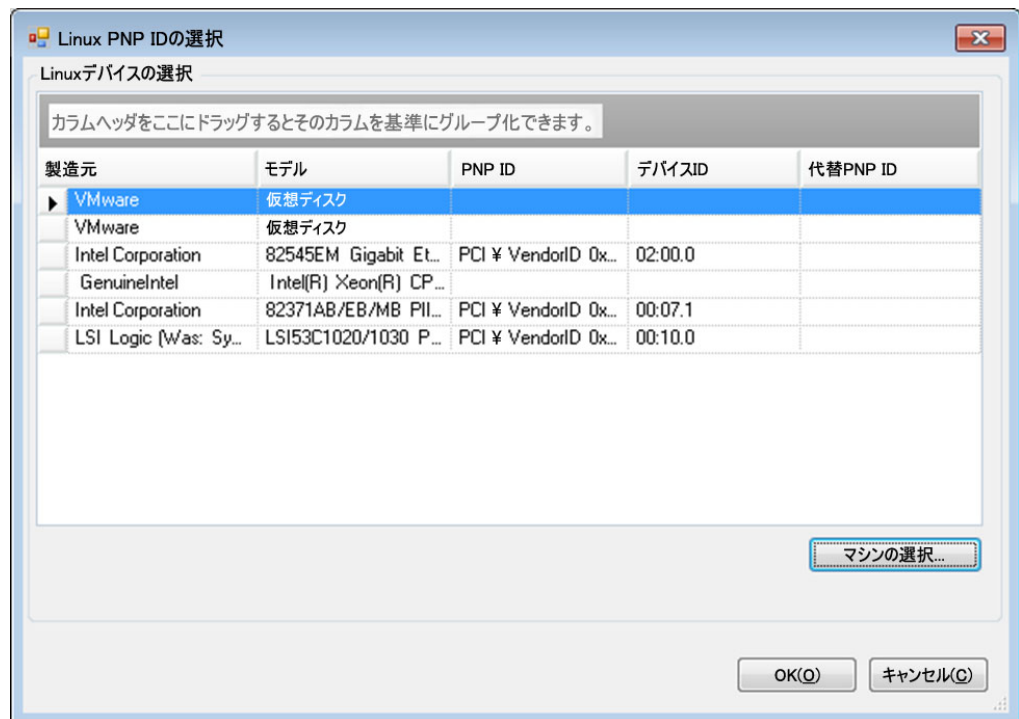 Linux PNP IDの選択
Linuxデバイスの選択
カラムヘッダをここにドラッグするとそのカラムを基準にグループ化できます。
製造元 モデル PNP ID デバイスID 代替PNP ID
VMware 仮想ディスク
VMware 仮想ディスク
Intel Corporation 82545EM Gigabit Et... PCI ¥ VendorID 0x... 02:00.0
GenuineIntel Intel(R) Xeon(R) CP...
Intel Corporation 82371AB/EB/MB PII... PCI ¥ VendorID 0x... 00:07.1
LSI Logic (Was: Sy... LSI53C1020/1030 P... PCI ¥ VendorID 0x... 00:10.0
マシンの選択...
OK(O) キャンセル(C)